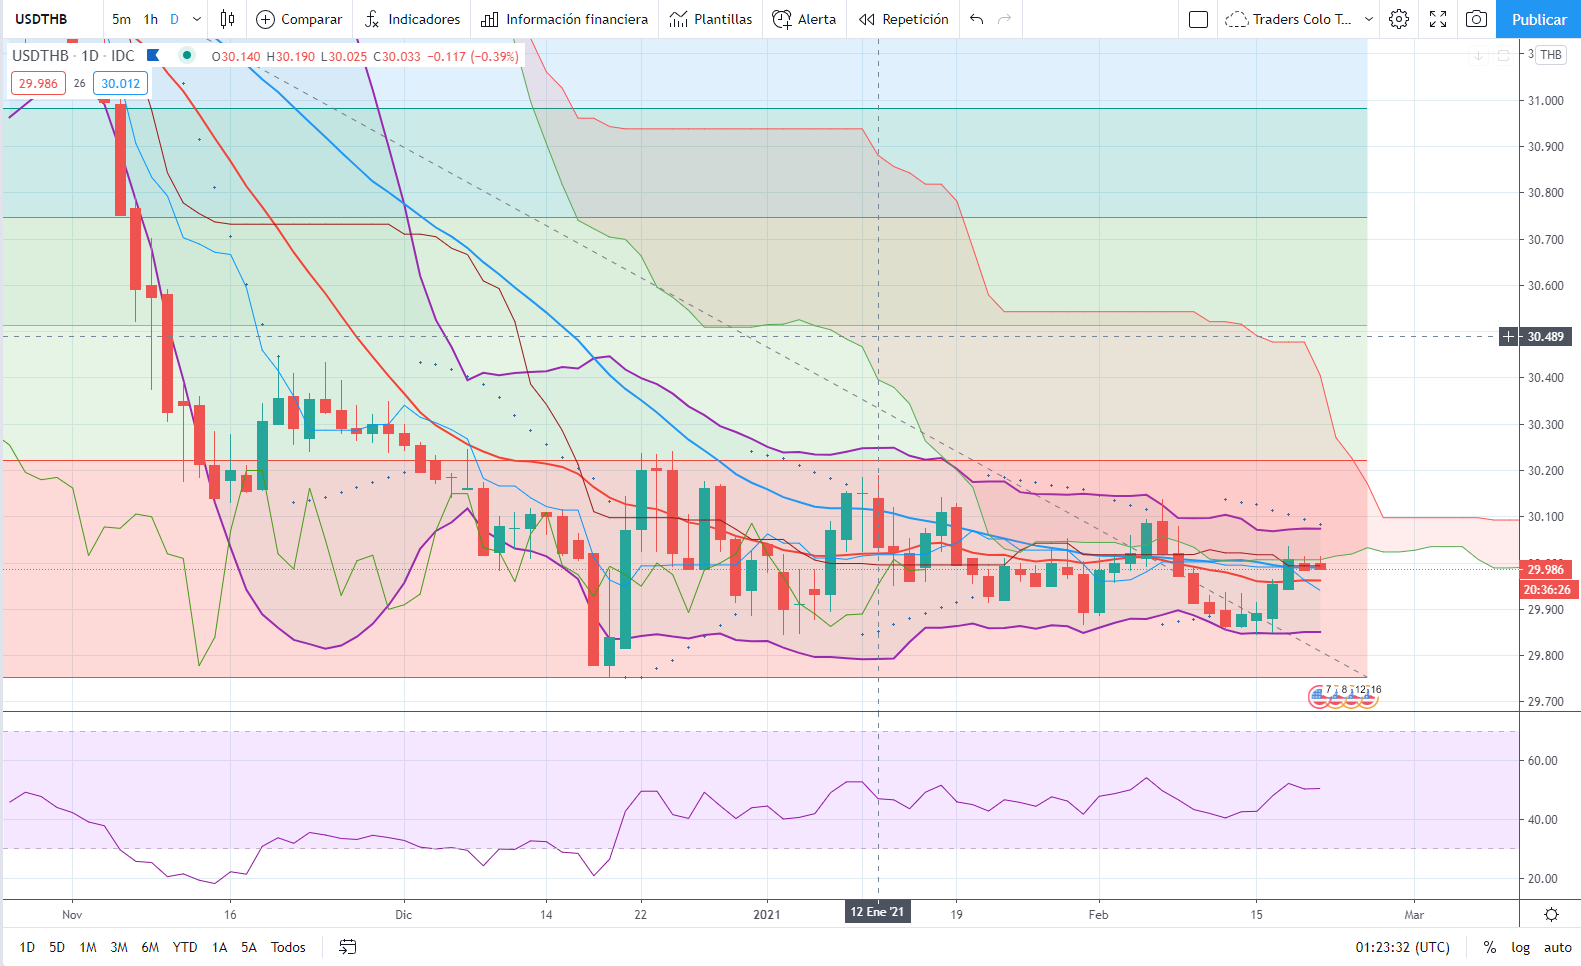 USDTHB 5m 1h D Comparar Indicadores Información financiera Plantillas Alerta Repetición Traders Colo T... Publicar
USDTHB · 1D · IDC O30.140 H30.190 L30.025 C30.033 −0.117 (−0.39%)
THB
29.986 26 30.012
31.000
30.900
30.800
30.700
30.600
30.489
30.400
30.300
30.200
30.100
29.986
20:36:26
29.900
29.800
29.700
7 8 12 16
60.00
40.00
20.00
Nov 16 Dic 14 22 2021 12 Ene '21 19 Feb 15 Mar
1D 5D 1M 3M 6M YTD 1A 5A Todos 01:23:32 (UTC) % log auto